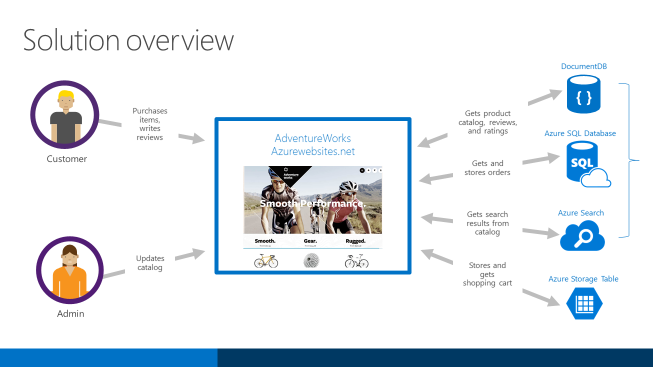 Solution overview
Customer
Purchases
items,
writes
reviews
Admin
Updates
catalog
AdventureWorks
Azurewebsites.net
Smooth Performance.
Smooth.
Gear.
Rugged.
Gets product
catalog, reviews,
and ratings
Gets and
stores orders
Gets search
results from
catalog
Stores and
gets
shopping cart
DocumentDB
{ }
Azure SQL Database
SQL
Azure Search
Azure Storage Table